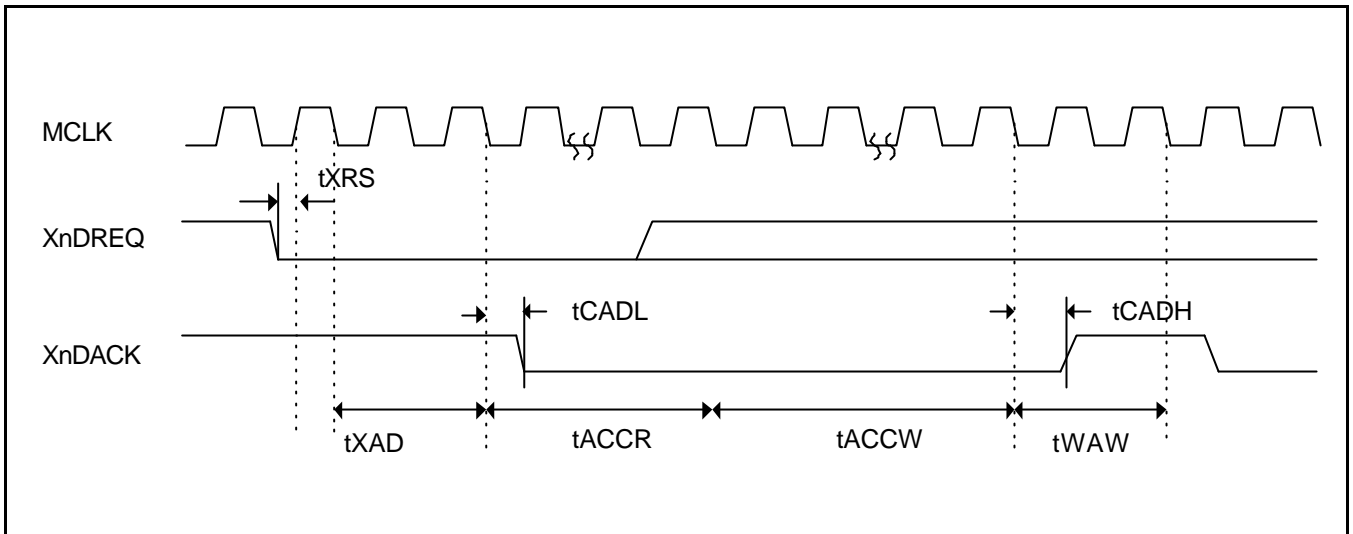 MCLK
tXRS
XnDREQ
tCADL
tCADH
XnDACK
tXAD
tACCR
tACCW
tWAW